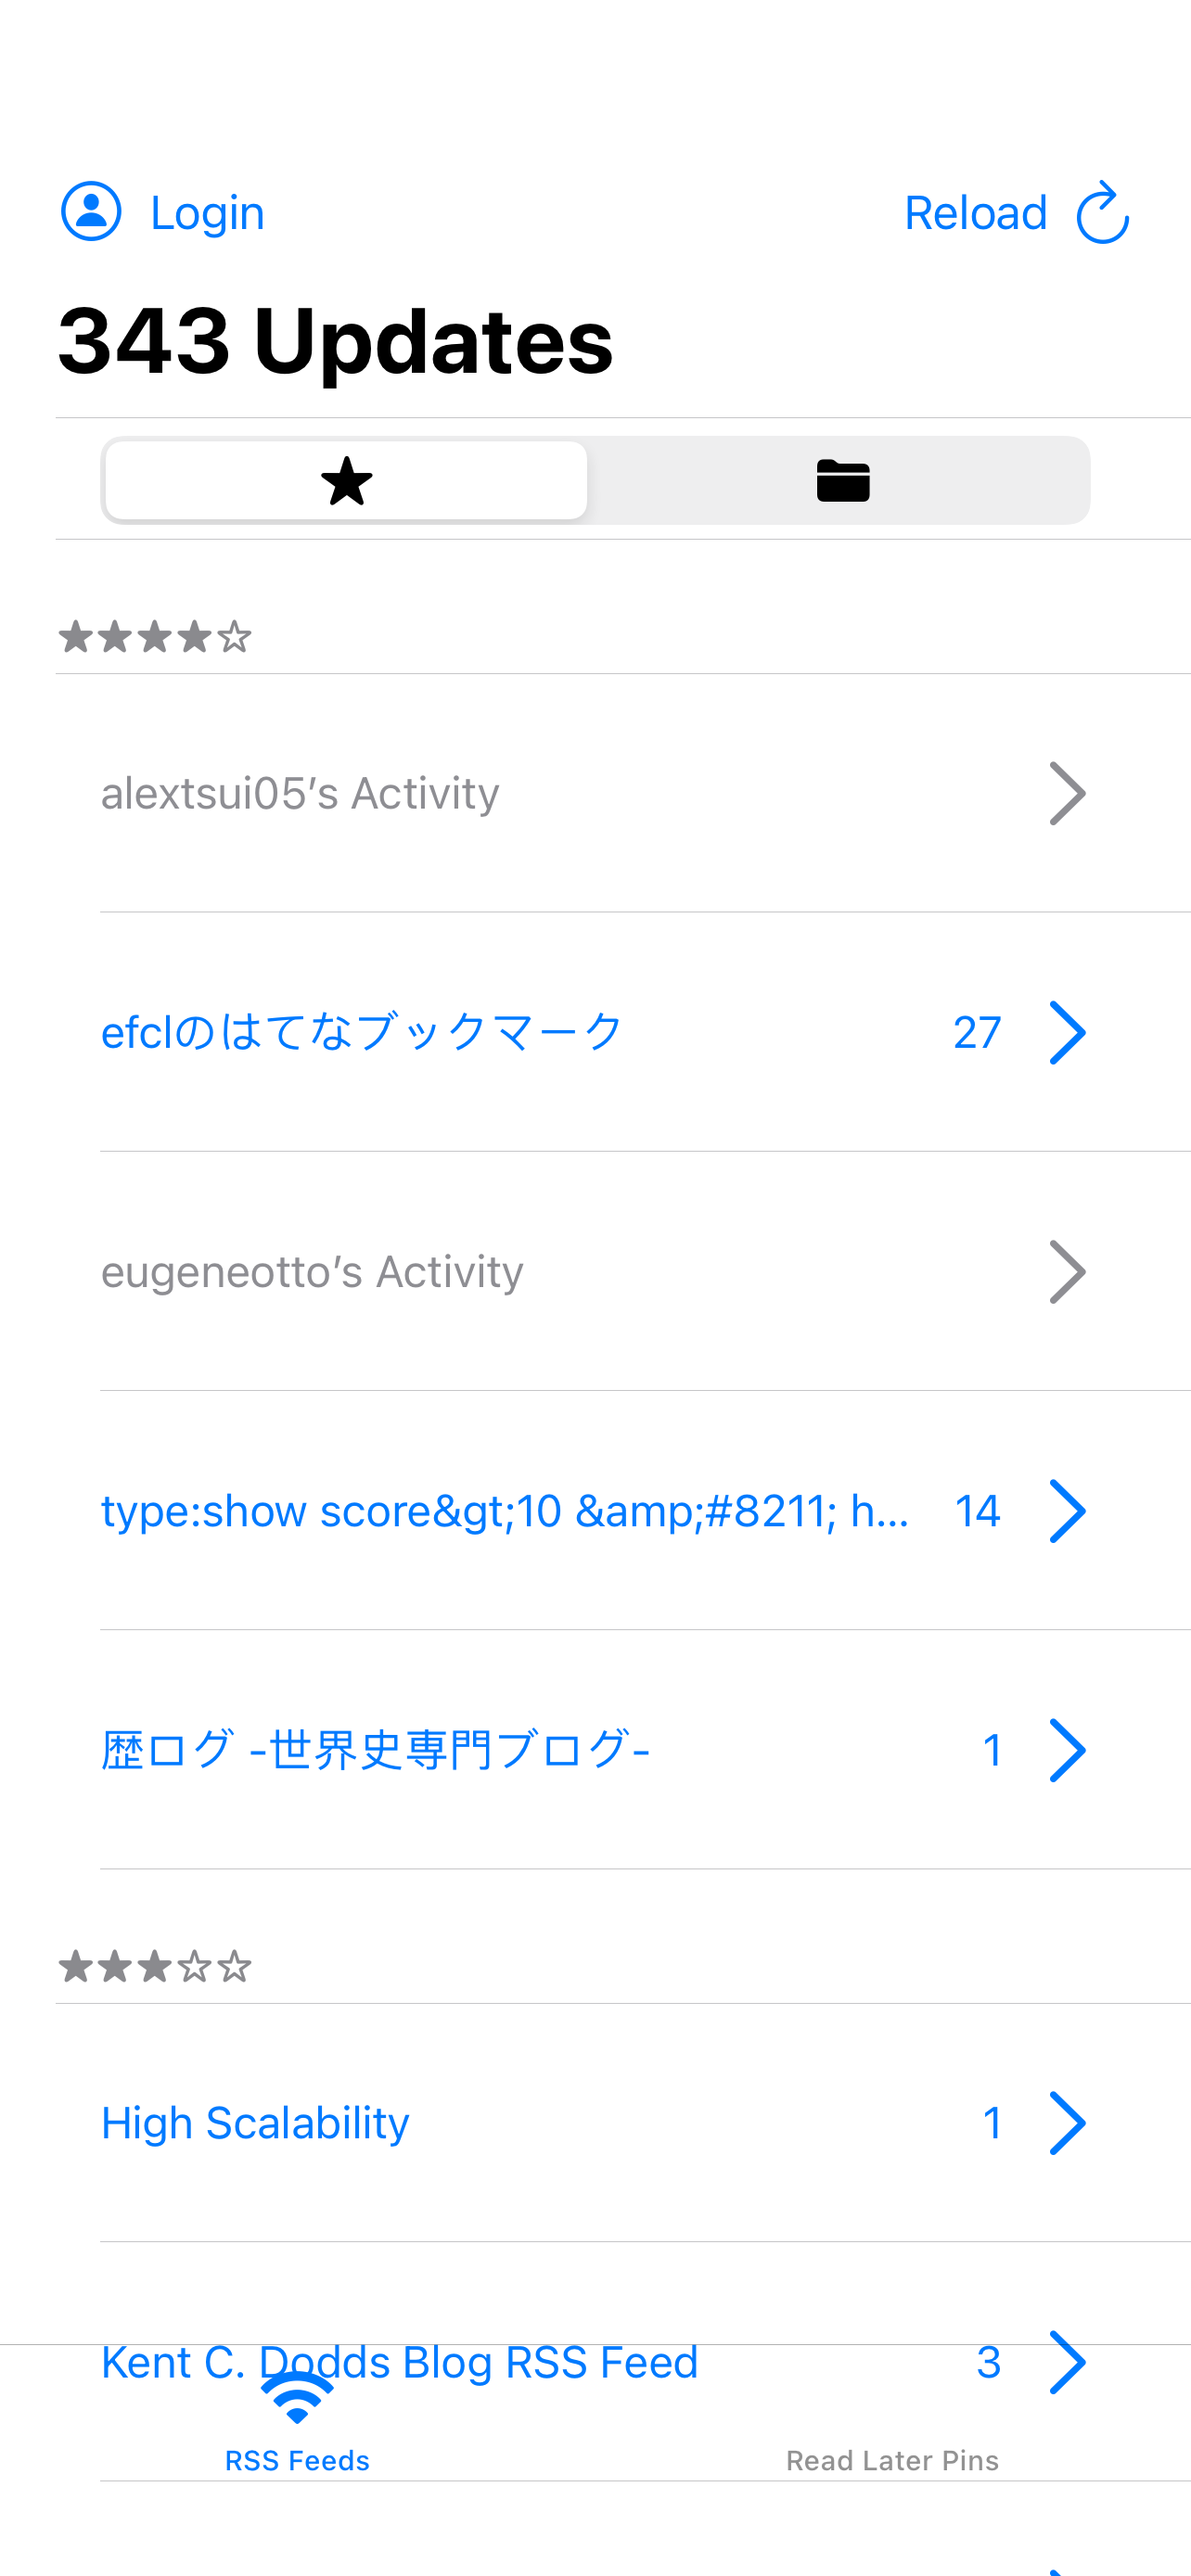 Login
Reload
343 Updates
alextsui05’s Activity
efclのはてなブックマーク 27
eugeneotto’s Activity
type:show score&gt;10 &amp;#8211; h… 14
歴ログ -世界史専門ブログ- 1
High Scalability 1
Kent C. Dodds Blog RSS Feed 3
RSS Feeds
Read Later Pins